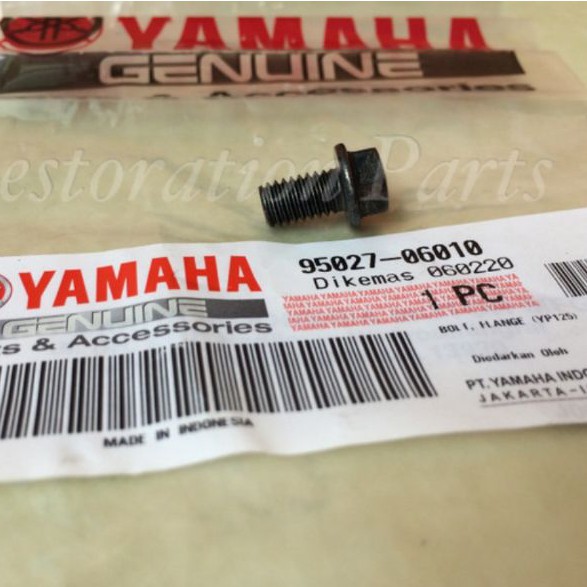 YAMAHA
GENUINE
& Accessories
estoration Parts
YAMAHA
GENUINE
s & Accessories
MADE IN INDONESIA
95027-06010
Dikemas 060220
1 PC
BOLT, FLANGE (YP125)
Diedarkan Oleh
PT. YAMAHA INDO
JAKARTA-I